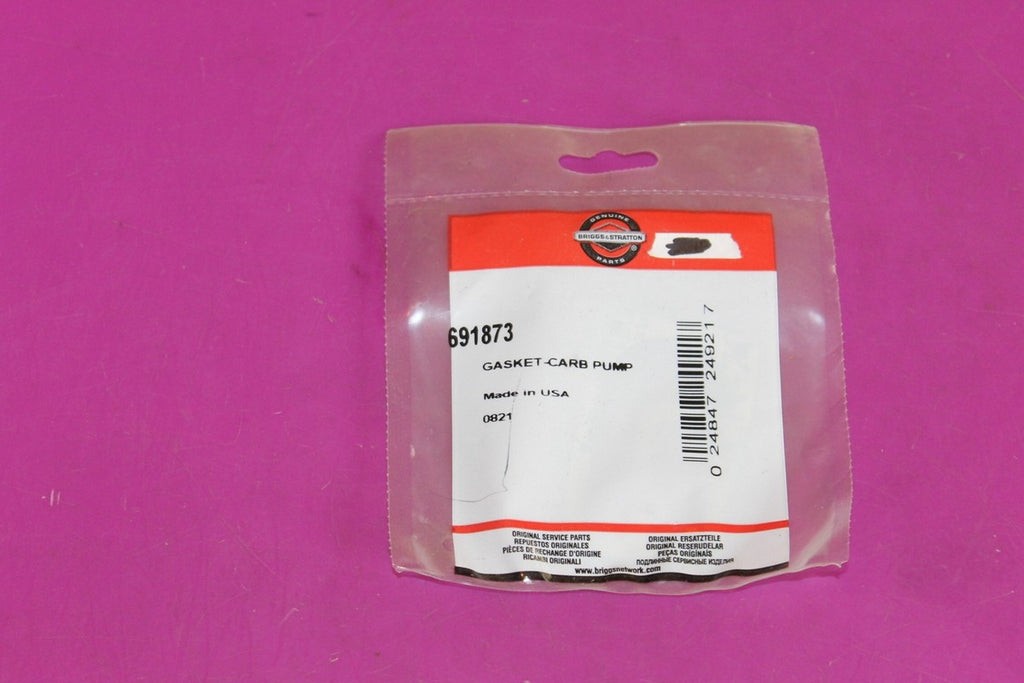 GENUINE
BRIGGS & STRATTON
®
PARTS
691873
GASKET-CARB PUMP
Made in USA
0821
0 24847 24921 7
ORIGINAL SERVICE PARTS
REPUESTOS ORIGINALES
PIÈCES DE RECHANGE D'ORIGINE
RICAMBI ORIGINALI
ORIGINAL ERSATZTEILE
ORIGINAL RESERUDELAR
PEÇAS ORIGINAIS
ПОДЛИННЫЕ СЕРВИСНЫЕ ИЗДЕЛИЯ
www.briggsnetwork.com